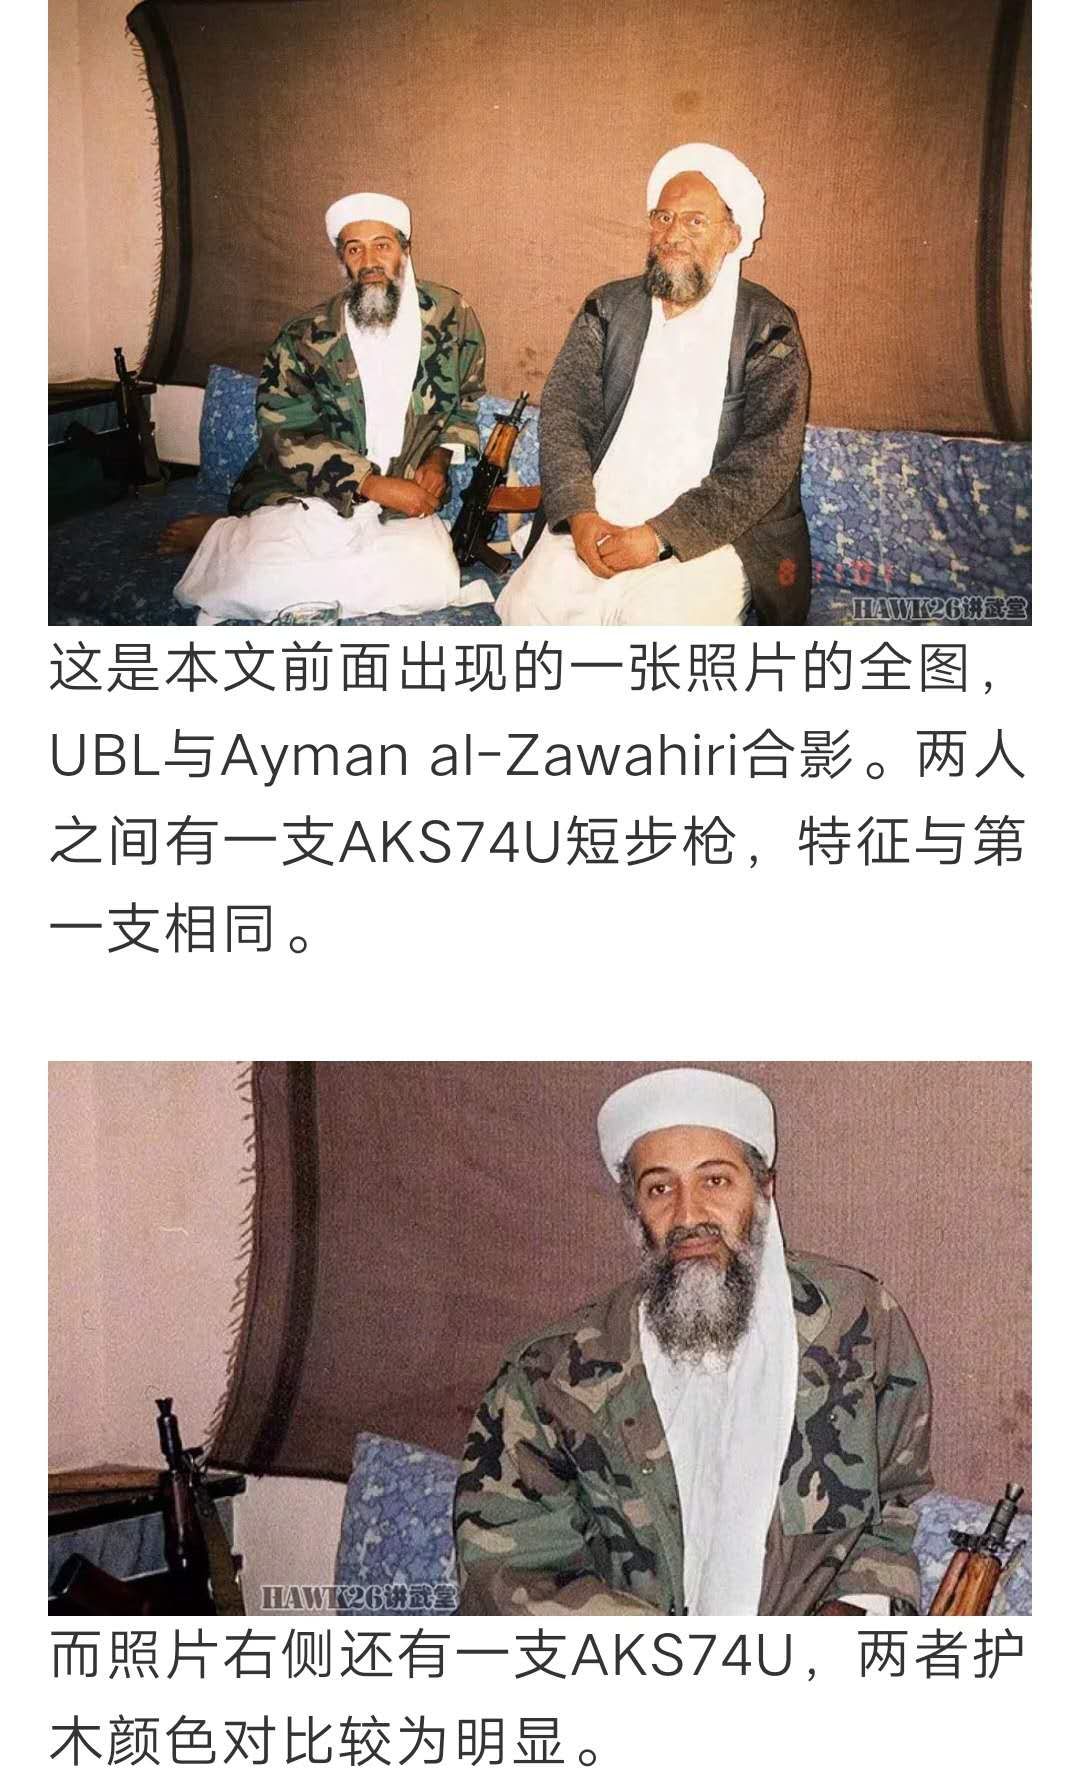 8 11 01
HAWK26讲武堂
这是本文前面出现的一张照片的全图，
UBL与Ayman al-Zawahiri合影。两人
之间有一支AKS74U短步枪，特征与第
一支相同。
HAWK26讲武堂
而照片右侧还有一支AKS74U，两者护
木颜色对比较为明显。